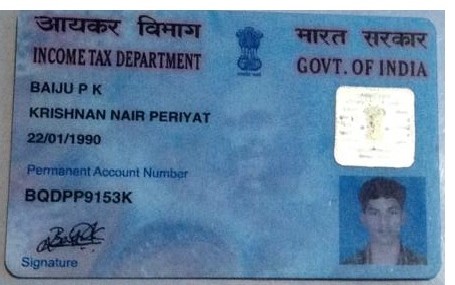 आयकर विभाग
भारत सरकार
INCOME TAX DEPARTMENT
GOVT. OF INDIA
BAIJU P K
KRISHNAN NAIR PERIYAT
22/01/1990
Permanent Account Number
BQDPP9153K
Signature